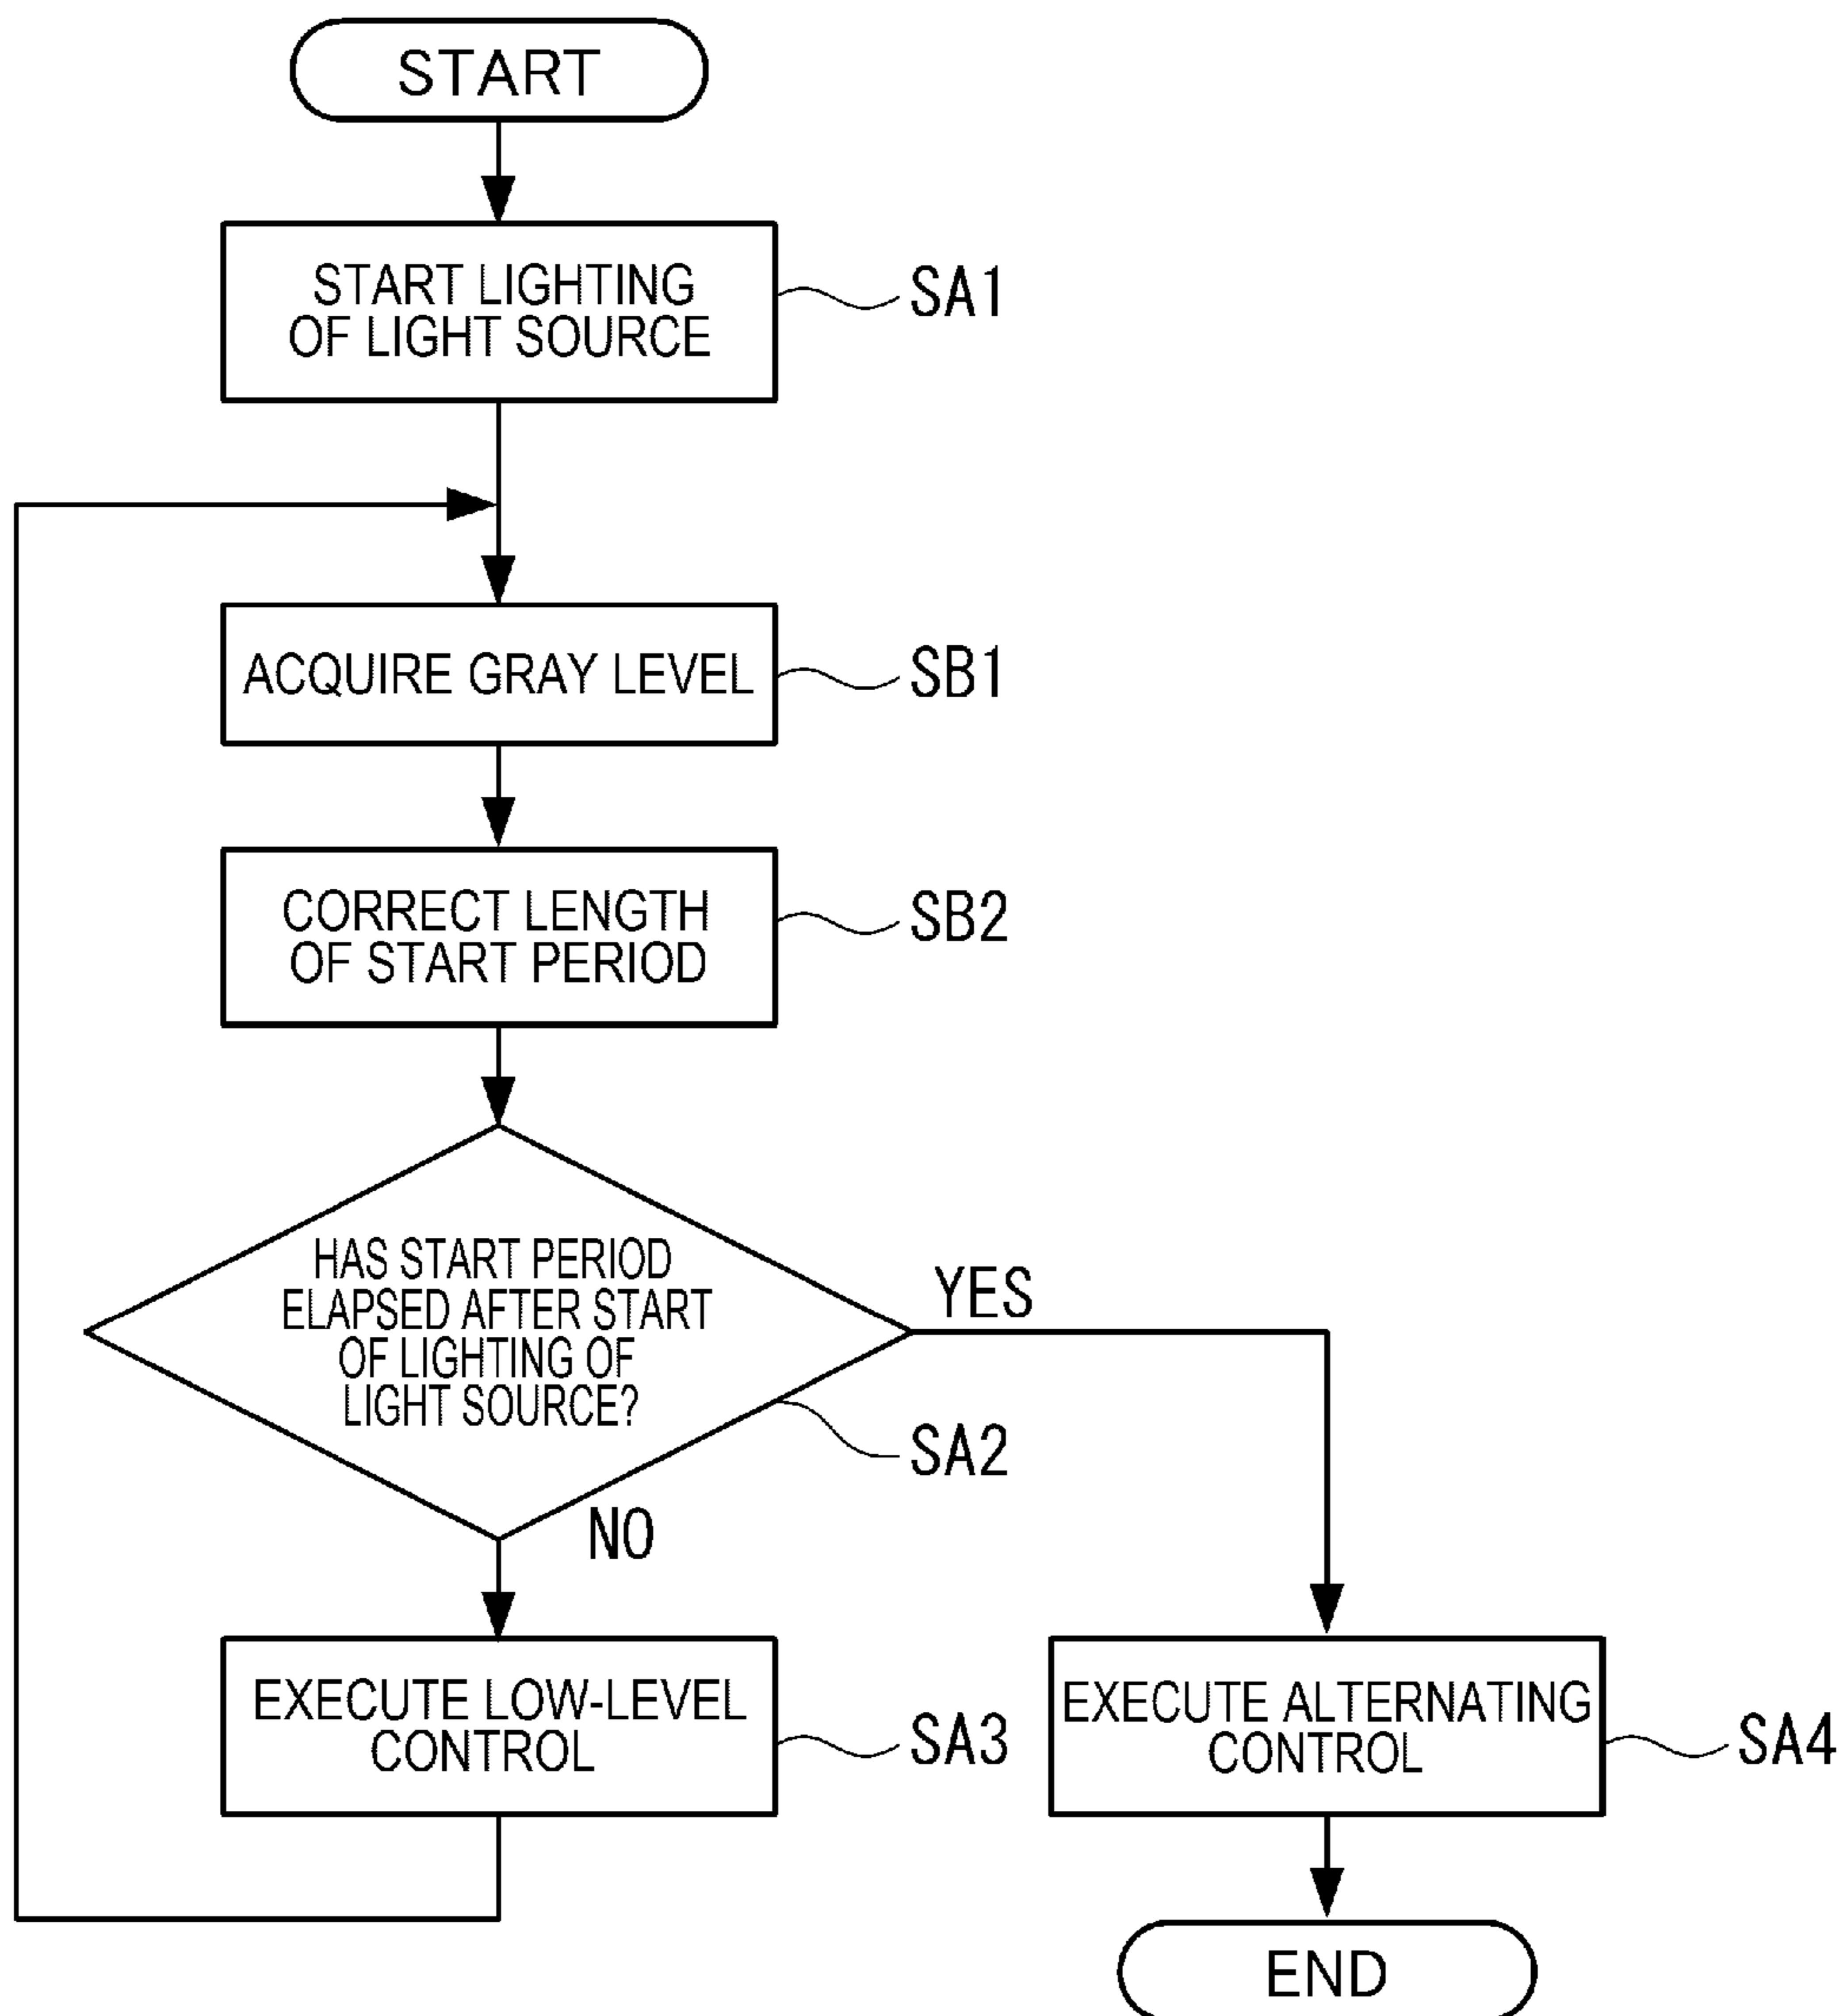 START
START LIGHTING
OF LIGHT SOURCE
SA1
ACQUIRE GRAY LEVEL
SB1
CORRECT LENGTH
OF START PERIOD
SB2
HAS START PERIOD
ELAPSED AFTER START
OF LIGHTING OF
LIGHT SOURCE?
YES
SA2
NO
EXECUTE LOW-LEVEL
CONTROL
SA3
EXECUTE ALTERNATING
CONTROL
SA4
END